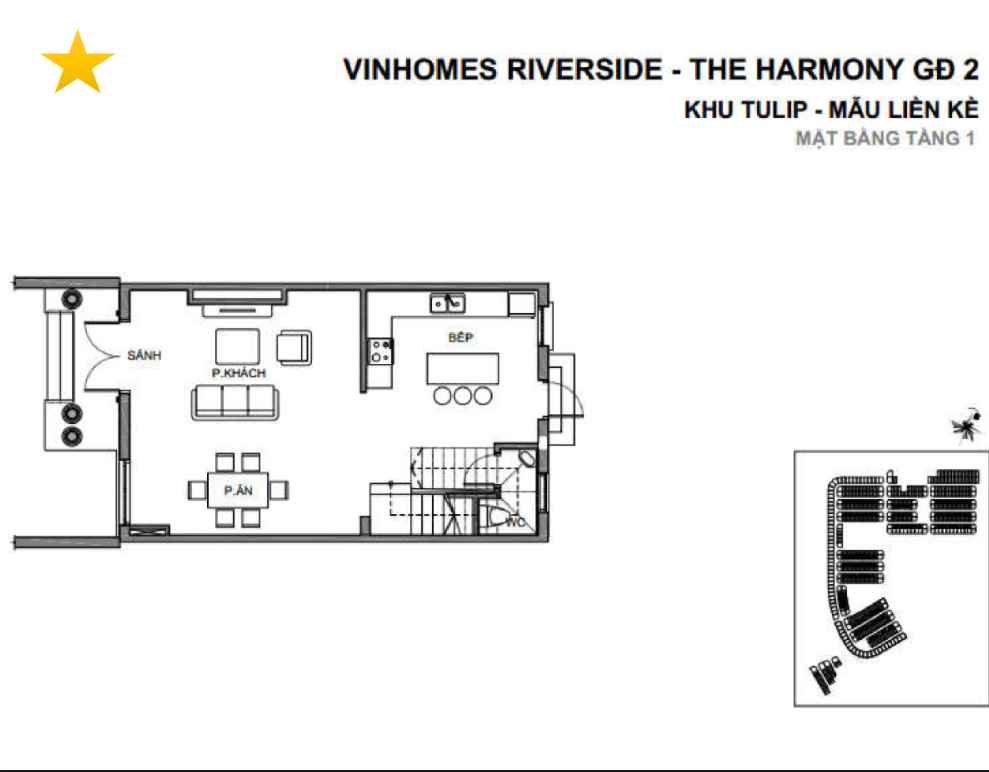 VINHOMES RIVERSIDE - THE HARMONY GĐ 2
KHU TULIP - MẪU LIỀN KỀ
MẶT BẰNG TẦNG 1
BẾP
SẢNH
P.KHÁCH
P.ĂN
WC